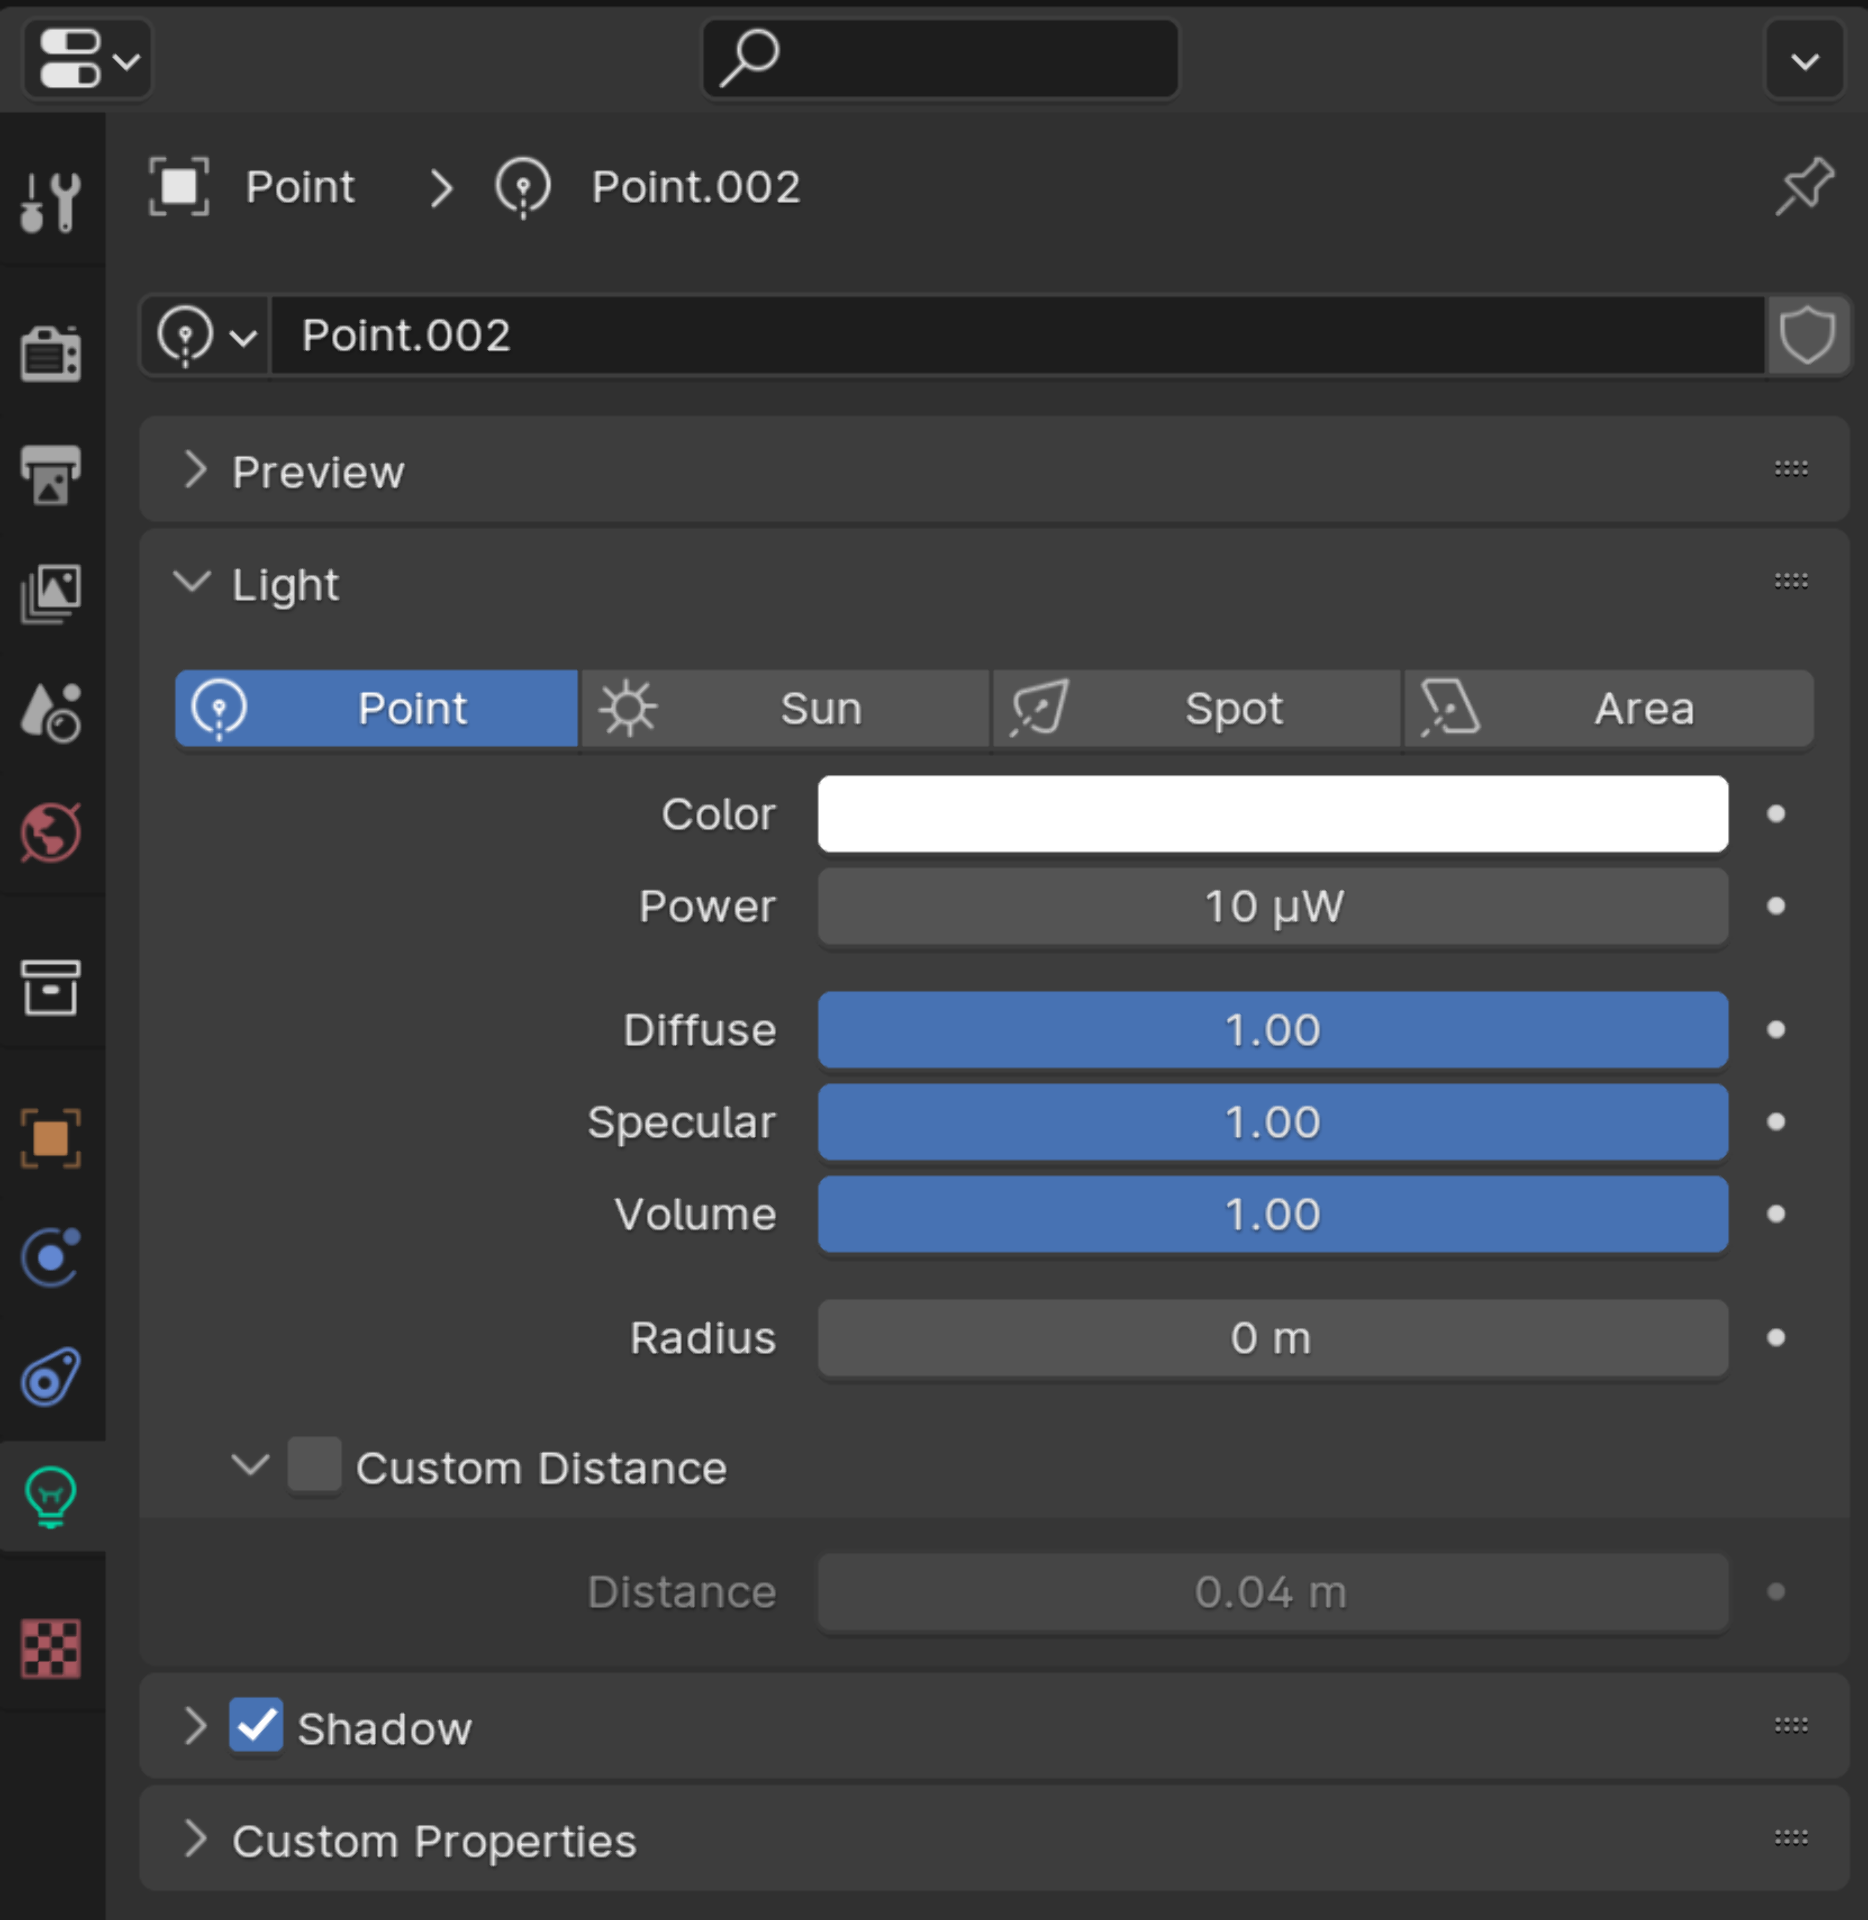 Point Point.002
Point.002
Preview
Light
Point Sun Spot Area
Color
Power 10 µW
Diffuse 1.00
Specular 1.00
Volume 1.00
Radius 0 m
Custom Distance
Distance 0.04 m
Shadow
Custom Properties